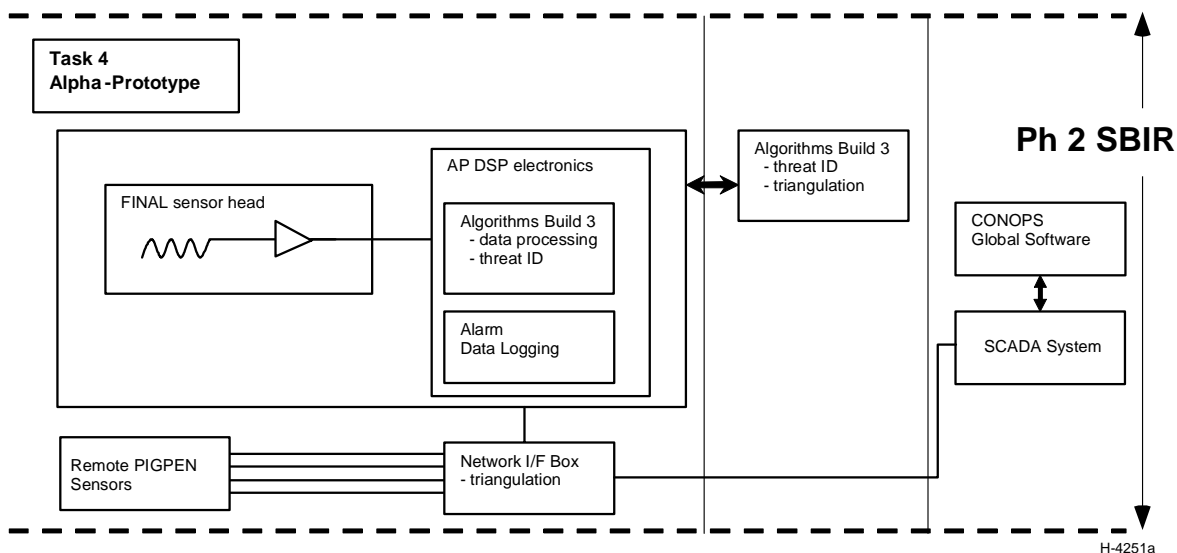 Task 4
Alpha-Prototype
Ph 2 SBIR
FINAL sensor head
AP DSP electronics
Algorithms Build 3
- data processing
- threat ID
Alarm
Data Logging
Algorithms Build 3
- threat ID
- triangulation
CONOPS
Global Software
SCADA System
Remote PIGPEN
Sensors
Network I/F Box
- triangulation
H-4251a